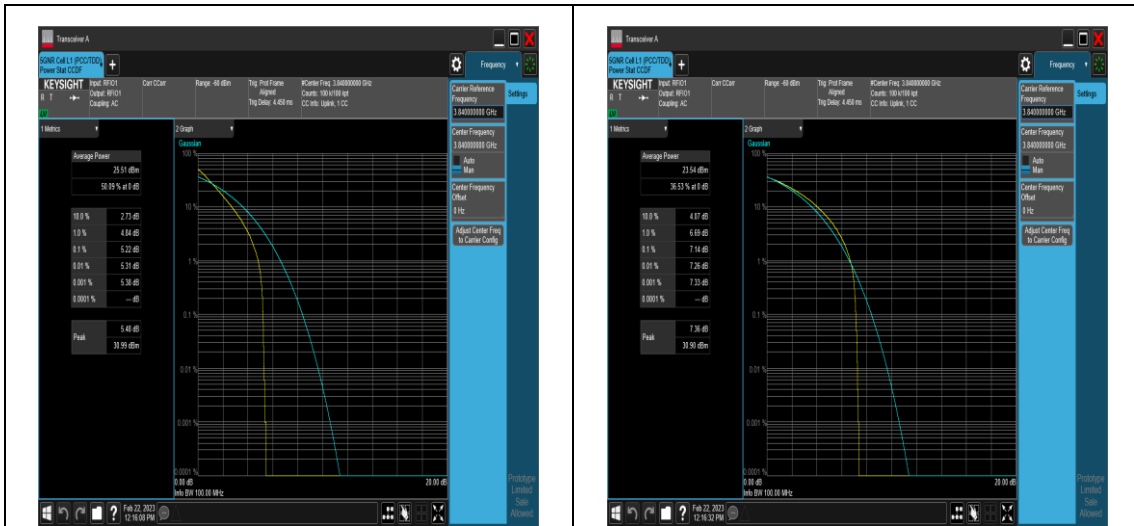 Transceiver A
5GNR Cell L1 (PCC/TDD)
Power Stat CCDF
Frequency
KEYSIGHT
R T
Input: RFIO1
Output: RFIO1
Coupling: AC
Corr CCorr
Range: -60 dBm
Trig: Prot Frame
Aligned
Trig Delay: 4.450 ms
#Center Freq: 3.840000000 GHz
Counts: 100 k/100 kpt
CC Info: Uplink, 1 CC
Carrier Reference
Frequency
3.840000000 GHz
Settings
Center Frequency
3.840000000 GHz
Auto
Man
Center Frequency
Offset
0 Hz
Adjust Center Freq
to Carrier Config
1 Metrics
Average Power
25.51 dBm
50.09 % at 0 dB
10.0 % 2.73 dB
1.0 % 4.84 dB
0.1 % 5.22 dB
0.01 % 5.31 dB
0.001 % 5.38 dB
0.0001 % --- dB
Peak
5.48 dB
30.99 dBm
2 Graph
Gaussian
100 %
10 %
1 %
0.1 %
0.01 %
0.001 %
0.0001 %
0.00 dB
20.00 dB
Info BW 100.00 MHz
Feb 22, 2023
12:16:08 PM
Prototype
Limited
Sale
Allowed
Transceiver A
5GNR Cell L1 (PCC/TDD)
Power Stat CCDF
Frequency
KEYSIGHT
R T
Input: RFIO1
Output: RFIO1
Coupling: AC
Corr CCorr
Range: -60 dBm
Trig: Prot Frame
Aligned
Trig Delay: 4.450 ms
#Center Freq: 3.840000000 GHz
Counts: 100 k/100 kpt
CC Info: Uplink, 1 CC
Carrier Reference
Frequency
3.840000000 GHz
Settings
Center Frequency
3.840000000 GHz
Auto
Man
Center Frequency
Offset
0 Hz
Adjust Center Freq
to Carrier Config
1 Metrics
Average Power
23.54 dBm
36.53 % at 0 dB
10.0 % 4.07 dB
1.0 % 6.69 dB
0.1 % 7.14 dB
0.01 % 7.26 dB
0.001 % 7.33 dB
0.0001 % --- dB
Peak
7.36 dB
30.90 dBm
2 Graph
Gaussian
100 %
10 %
1 %
0.1 %
0.01 %
0.001 %
0.0001 %
0.00 dB
20.00 dB
Info BW 100.00 MHz
Feb 22, 2023
12:16:32 PM
Prototype
Limited
Sale
Allowed